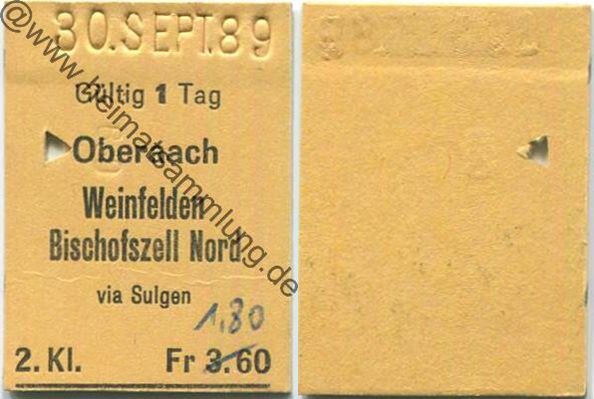 30.SEPT.89
Gültig 1 Tag
Oberaach
Weinfelden
Bischofszell Nord
via Sulgen
1.80
2. Kl. Fr 3.60
@www.heimatsammlung.de